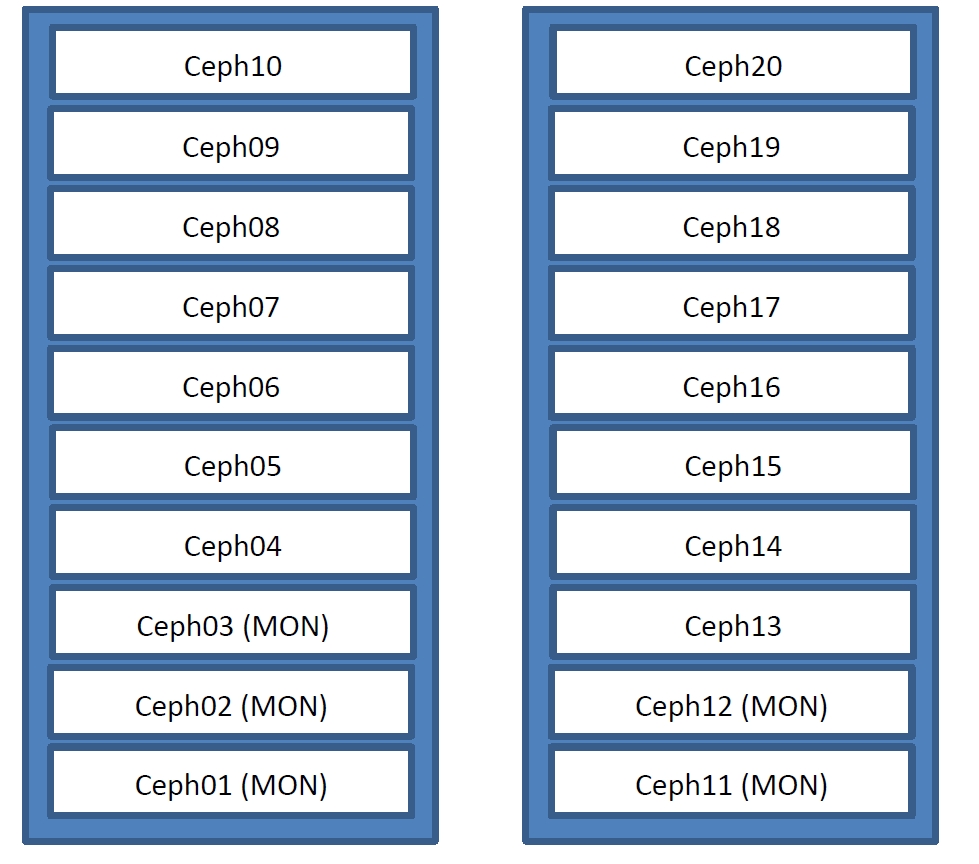 Ceph10
Ceph09
Ceph08
Ceph07
Ceph06
Ceph05
Ceph04
Ceph03 (MON)
Ceph02 (MON)
Ceph01 (MON)
Ceph20
Ceph19
Ceph18
Ceph17
Ceph16
Ceph15
Ceph14
Ceph13
Ceph12 (MON)
Ceph11 (MON)